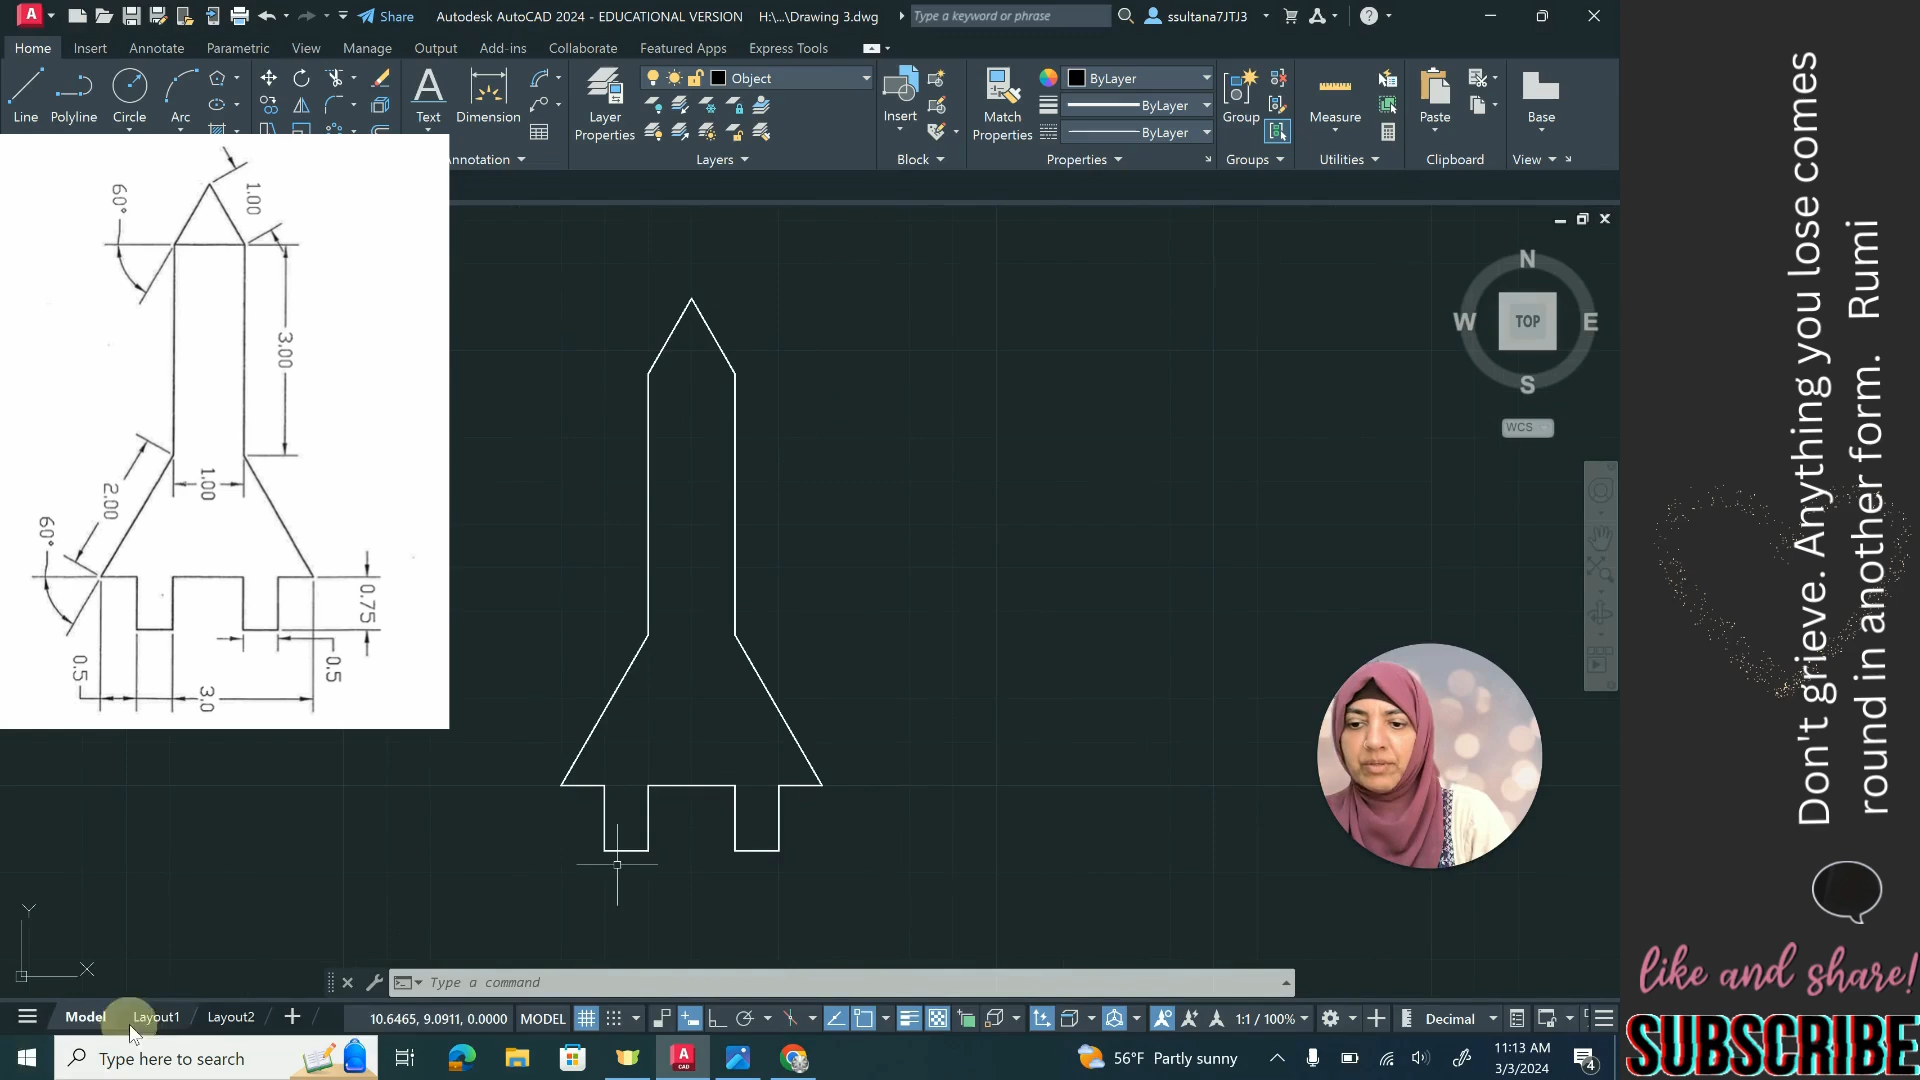 Share
Autodesk AutoCAD 2024 - EDUCATIONAL VERSION
H:\...\Drawing 3.dwg
Type a keyword or phrase
ssultana7JTJ3
Home
Insert
Annotate
Parametric
View
Manage
Output
Add-ins
Collaborate
Featured Apps
Express Tools
Line
Polyline
Circle
Arc
Text
Dimension
Layer
Properties
Object
Insert
Match
Properties
ByLayer
ByLayer
ByLayer
Group
Measure
Paste
Base
nnotation
Layers
Block
Properties
Groups
Utilities
Clipboard
View
60°
1.00
3.00
2.00
1.00
60°
0.75
0.5
0.5
3.0
N
W
TOP
E
S
WCS
Y
X
Type a command
Model
Layout1
Layout2
10.6465, 9.0911, 0.0000
MODEL
1:1 / 100%
Decimal
Type here to search
A
CAD
56°F Partly sunny
11:13 AM
3/3/2024
4
Don't grieve. Anything you lose comes
round in another form. Rumi
like and share!
SUBSCRIBE